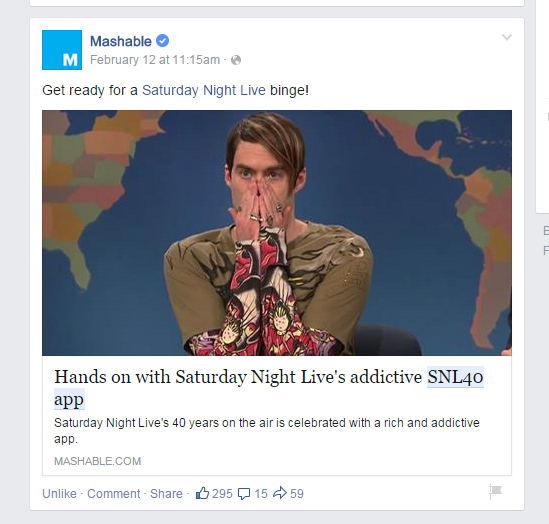 M
Mashable
February 12 at 11:15am ·
Get ready for a Saturday Night Live binge!
Hands on with Saturday Night Live's addictive SNL40
app
Saturday Night Live's 40 years on the air is celebrated with a rich and addictive
app.
MASHABLE.COM
Unlike · Comment · Share · 295 15 59
E
F